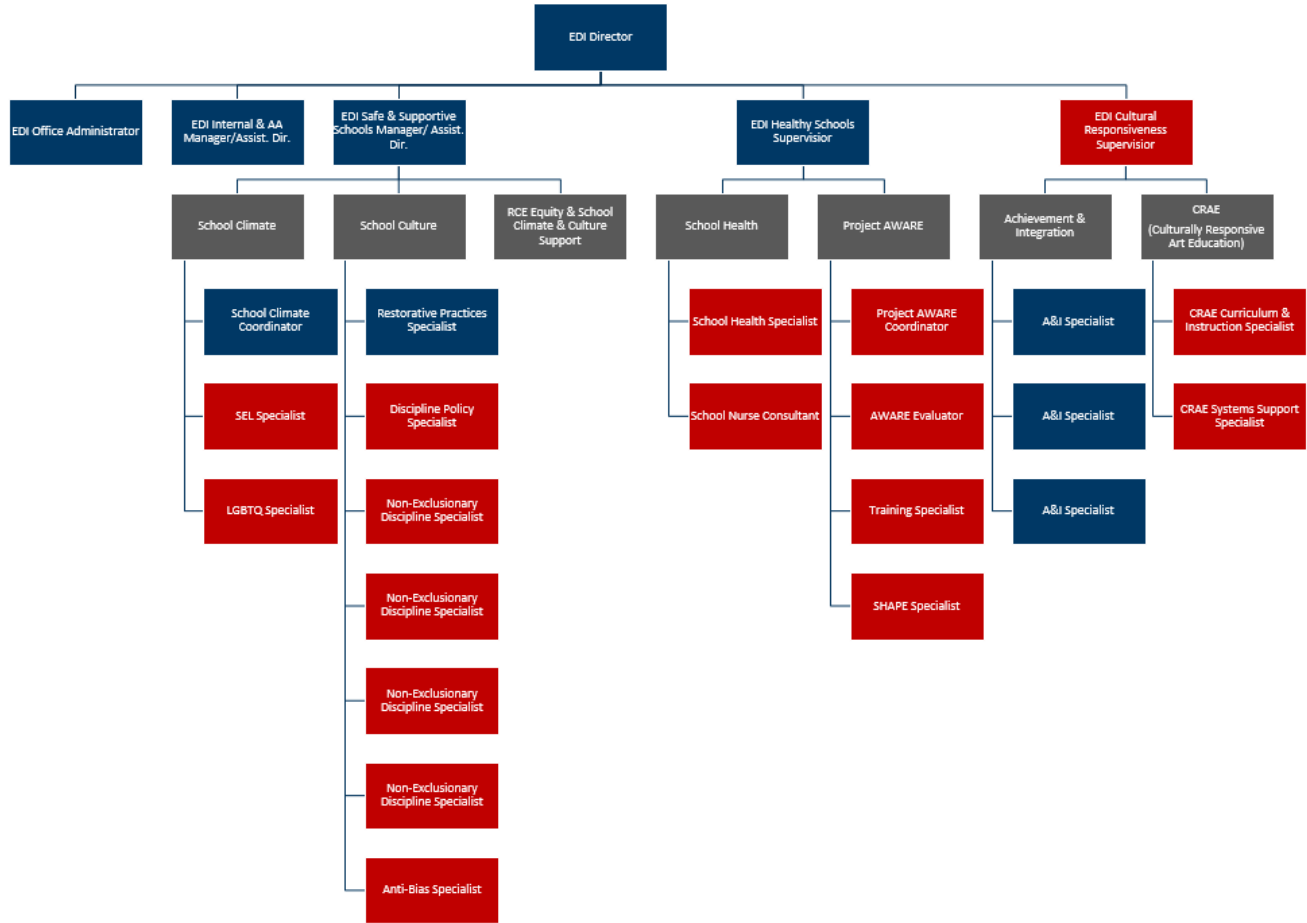 EDI Director
EDI Office Administrator
EDI Internal & AA
Manager/Assist. Dir.
EDI Safe & Supportive
Schools Manager/ Assist.
Dir.
EDI Healthy Schools
Supervisior
EDI Cultural
Responsiveness
Supervisior
School Climate
School Culture
RCE Equity & School
Climate & Culture
Support
School Health
Project AWARE
Achievement &
Integration
CRAE
(Culturally Responsive
Art Education)
School Climate
Coordinator
Restorative Practices
Specialist
School Health Specialist
Project AWARE
Coordinator
A&I Specialist
CRAE Curriculum &
Instruction Specialist
SEL Specialist
Discipline Policy
Specialist
School Nurse Consultant
AWARE Evaluator
A&I Specialist
CRAE Systems Support
Specialist
LGBTQ Specialist
Non-Exclusionary
Discipline Specialist
Training Specialist
A&I Specialist
Non-Exclusionary
Discipline Specialist
SHAPE Specialist
Non-Exclusionary
Discipline Specialist
Non-Exclusionary
Discipline Specialist
Anti-Bias Specialist